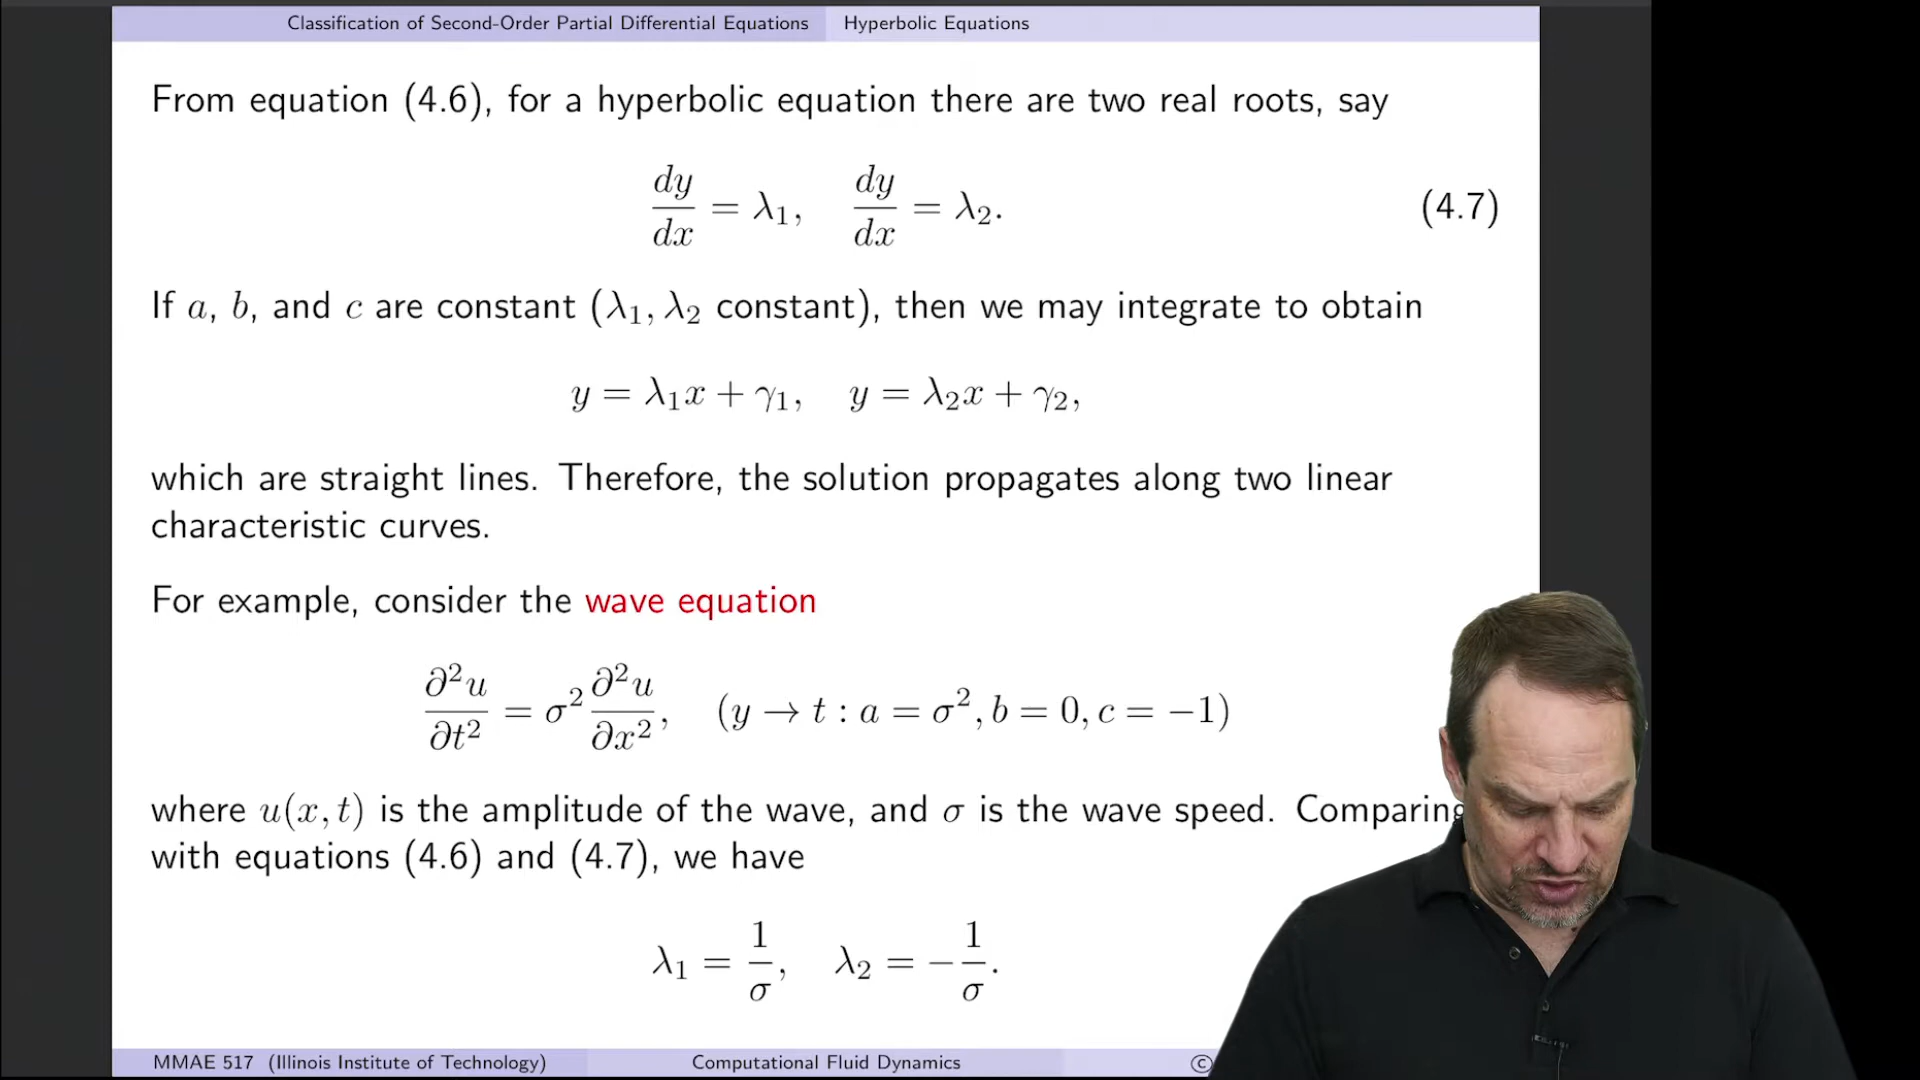 Classification of Second-Order Partial Differential Equations Hyperbolic Equations
From equation (4.6), for a hyperbolic equation there are two real roots, say
dy/dx = λ₁, dy/dx = λ₂. (4.7)
If a, b, and c are constant (λ₁, λ₂ constant), then we may integrate to obtain
y = λ₁x + γ₁, y = λ₂x + γ₂,
which are straight lines. Therefore, the solution propagates along two linear
characteristic curves.
For example, consider the wave equation
∂²u/∂t² = σ² ∂²u/∂x², (y → t : a = σ², b = 0, c = −1)
where u(x, t) is the amplitude of the wave, and σ is the wave speed. Comparing
with equations (4.6) and (4.7), we have
λ₁ = 1/σ, λ₂ = −1/σ.
MMAE 517 (Illinois Institute of Technology) Computational Fluid Dynamics ©